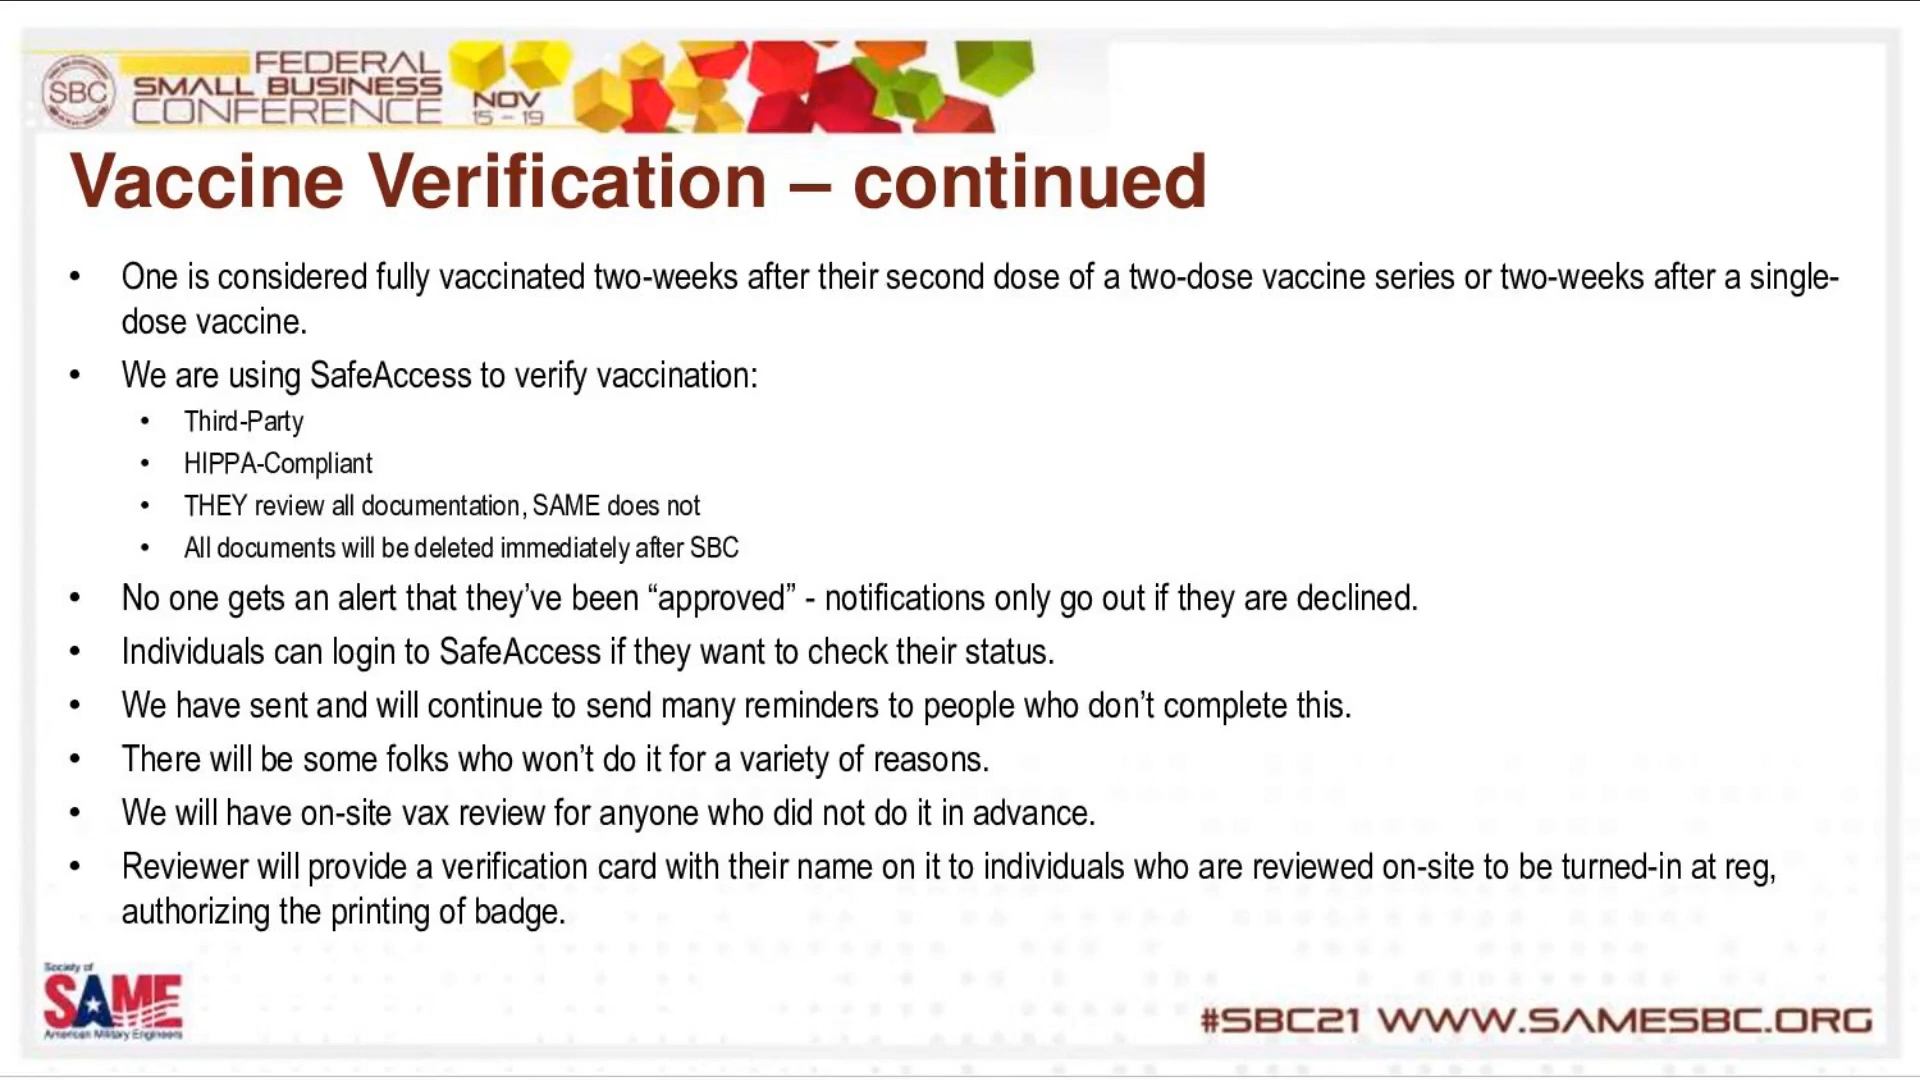 SBC
FEDERAL
SMALL BUSINESS
CONFERENCE
NOV
15 - 19
Vaccine Verification – continued
• One is considered fully vaccinated two-weeks after their second dose of a two-dose vaccine series or two-weeks after a single-
dose vaccine.
• We are using SafeAccess to verify vaccination:
• Third-Party
• HIPPA-Compliant
• THEY review all documentation, SAME does not
• All documents will be deleted immediately after SBC
• No one gets an alert that they’ve been “approved” - notifications only go out if they are declined.
• Individuals can login to SafeAccess if they want to check their status.
• We have sent and will continue to send many reminders to people who don’t complete this.
• There will be some folks who won’t do it for a variety of reasons.
• We will have on-site vax review for anyone who did not do it in advance.
• Reviewer will provide a verification card with their name on it to individuals who are reviewed on-site to be turned-in at reg,
authorizing the printing of badge.
Society of
SAME
American Military Engineers
#SBC21 WWW.SAMESBC.ORG